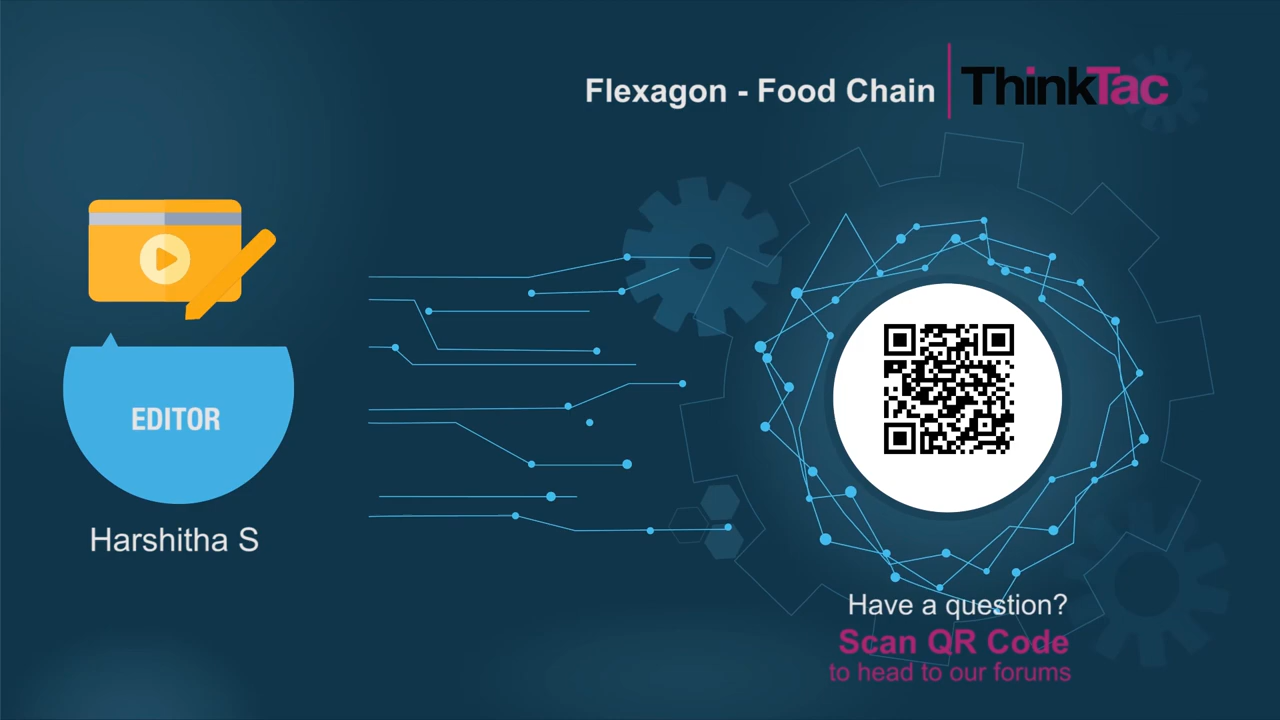 Flexagon - Food Chain
ThinkTac
EDITOR
Harshitha S
Have a question?
Scan QR Code
to head to our forums